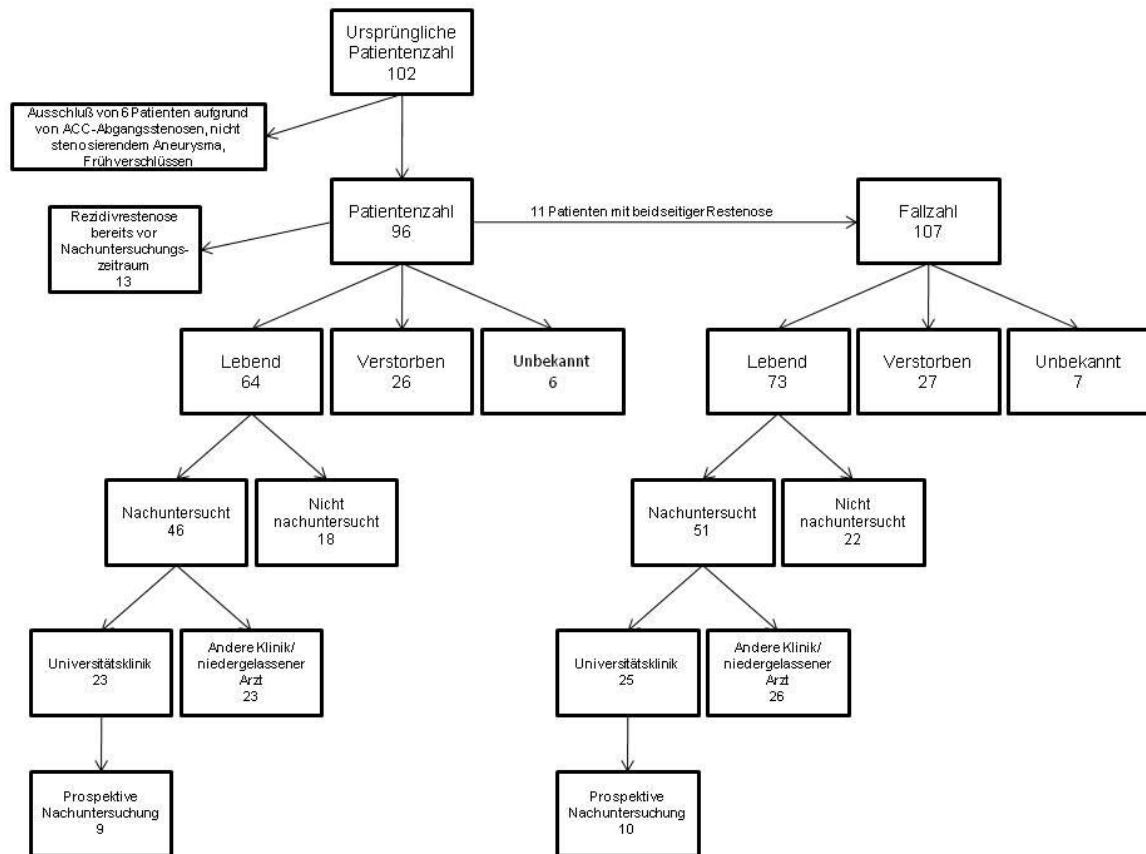 Ursprüngliche
Patientenzahl
102
Ausschluß von 6 Patienten aufgrund
von ACC-Abgangsstenosen, nicht
stenosierendem Aneurysma,
Frühverschlüssen
Rezidivrestenose
bereits vor
Nachuntersuchungs-
zeitraum
13
Patientenzahl
96
11 Patienten mit beidseitiger Restenose
Fallzahl
107
Lebend
64
Verstorben
26
Unbekannt
6
Lebend
73
Verstorben
27
Unbekannt
7
Nachuntersucht
46
Nicht
nachuntersucht
18
Nachuntersucht
51
Nicht
nachuntersucht
22
Universitätsklinik
23
Andere Klinik/
niedergelassener
Arzt
23
Universitätsklinik
25
Andere Klinik/
niedergelassener
Arzt
26
Prospektive
Nachuntersuchung
9
Prospektive
Nachuntersuchung
10